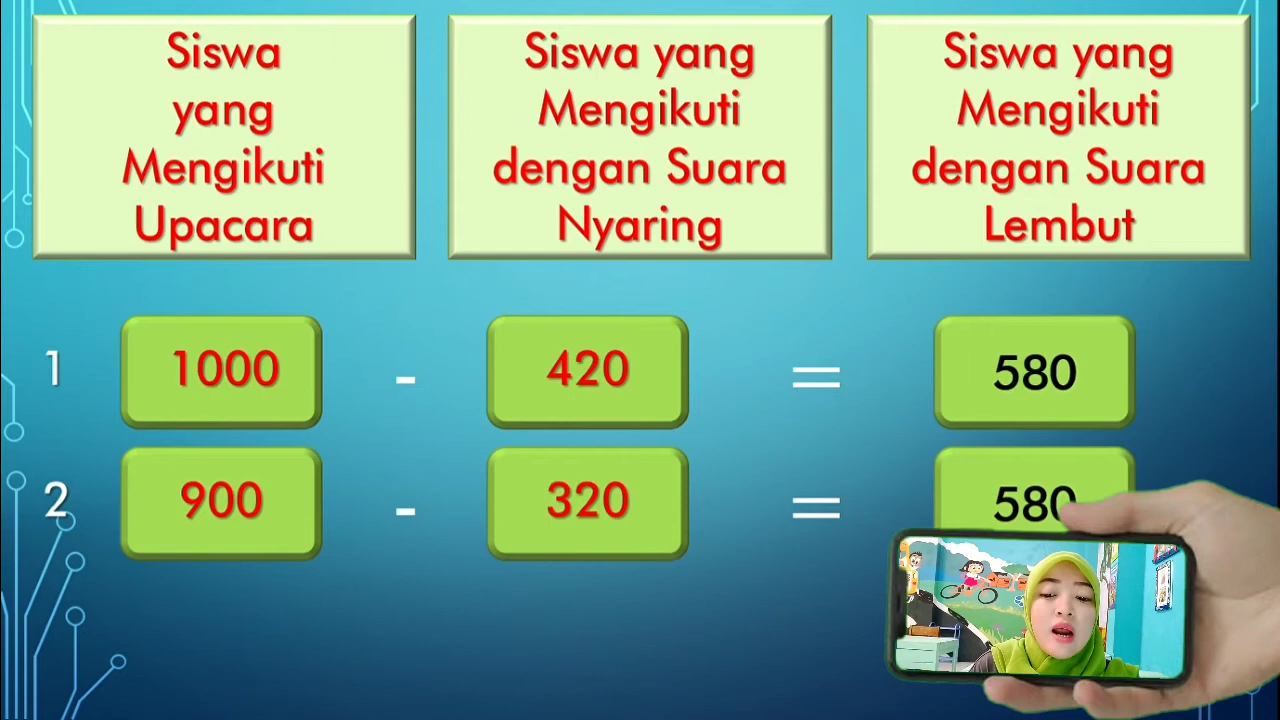 Siswa
yang
Mengikuti
Upacara
Siswa yang
Mengikuti
dengan Suara
Nyaring
Siswa yang
Mengikuti
dengan Suara
Lembut
1 1000 - 420 = 580
2 900 - 320 = 580